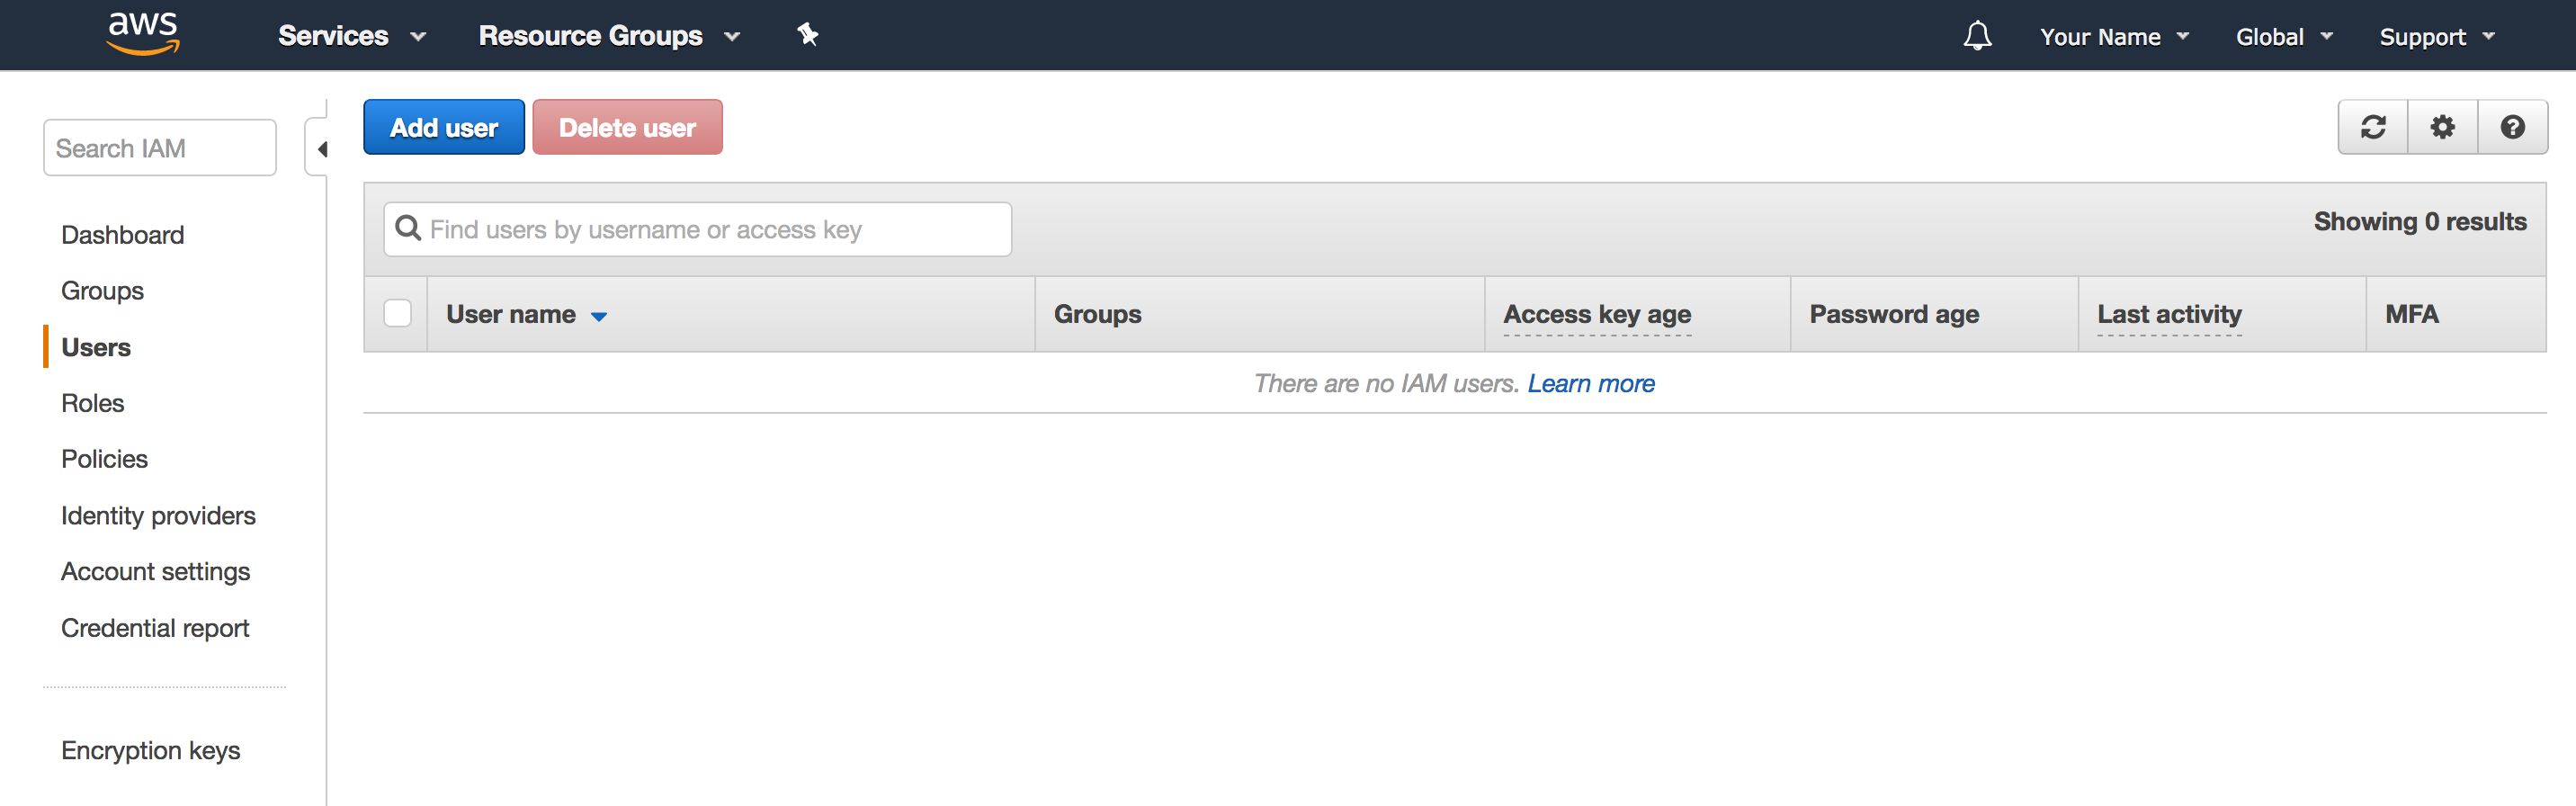 aws Services Resource Groups Your Name Global Support
Search IAM
Dashboard
Groups
Users
Roles
Policies
Identity providers
Account settings
Credential report
Encryption keys
Add user Delete user
Find users by username or access key Showing 0 results
User name Groups Access key age Password age Last activity MFA
There are no IAM users. Learn more